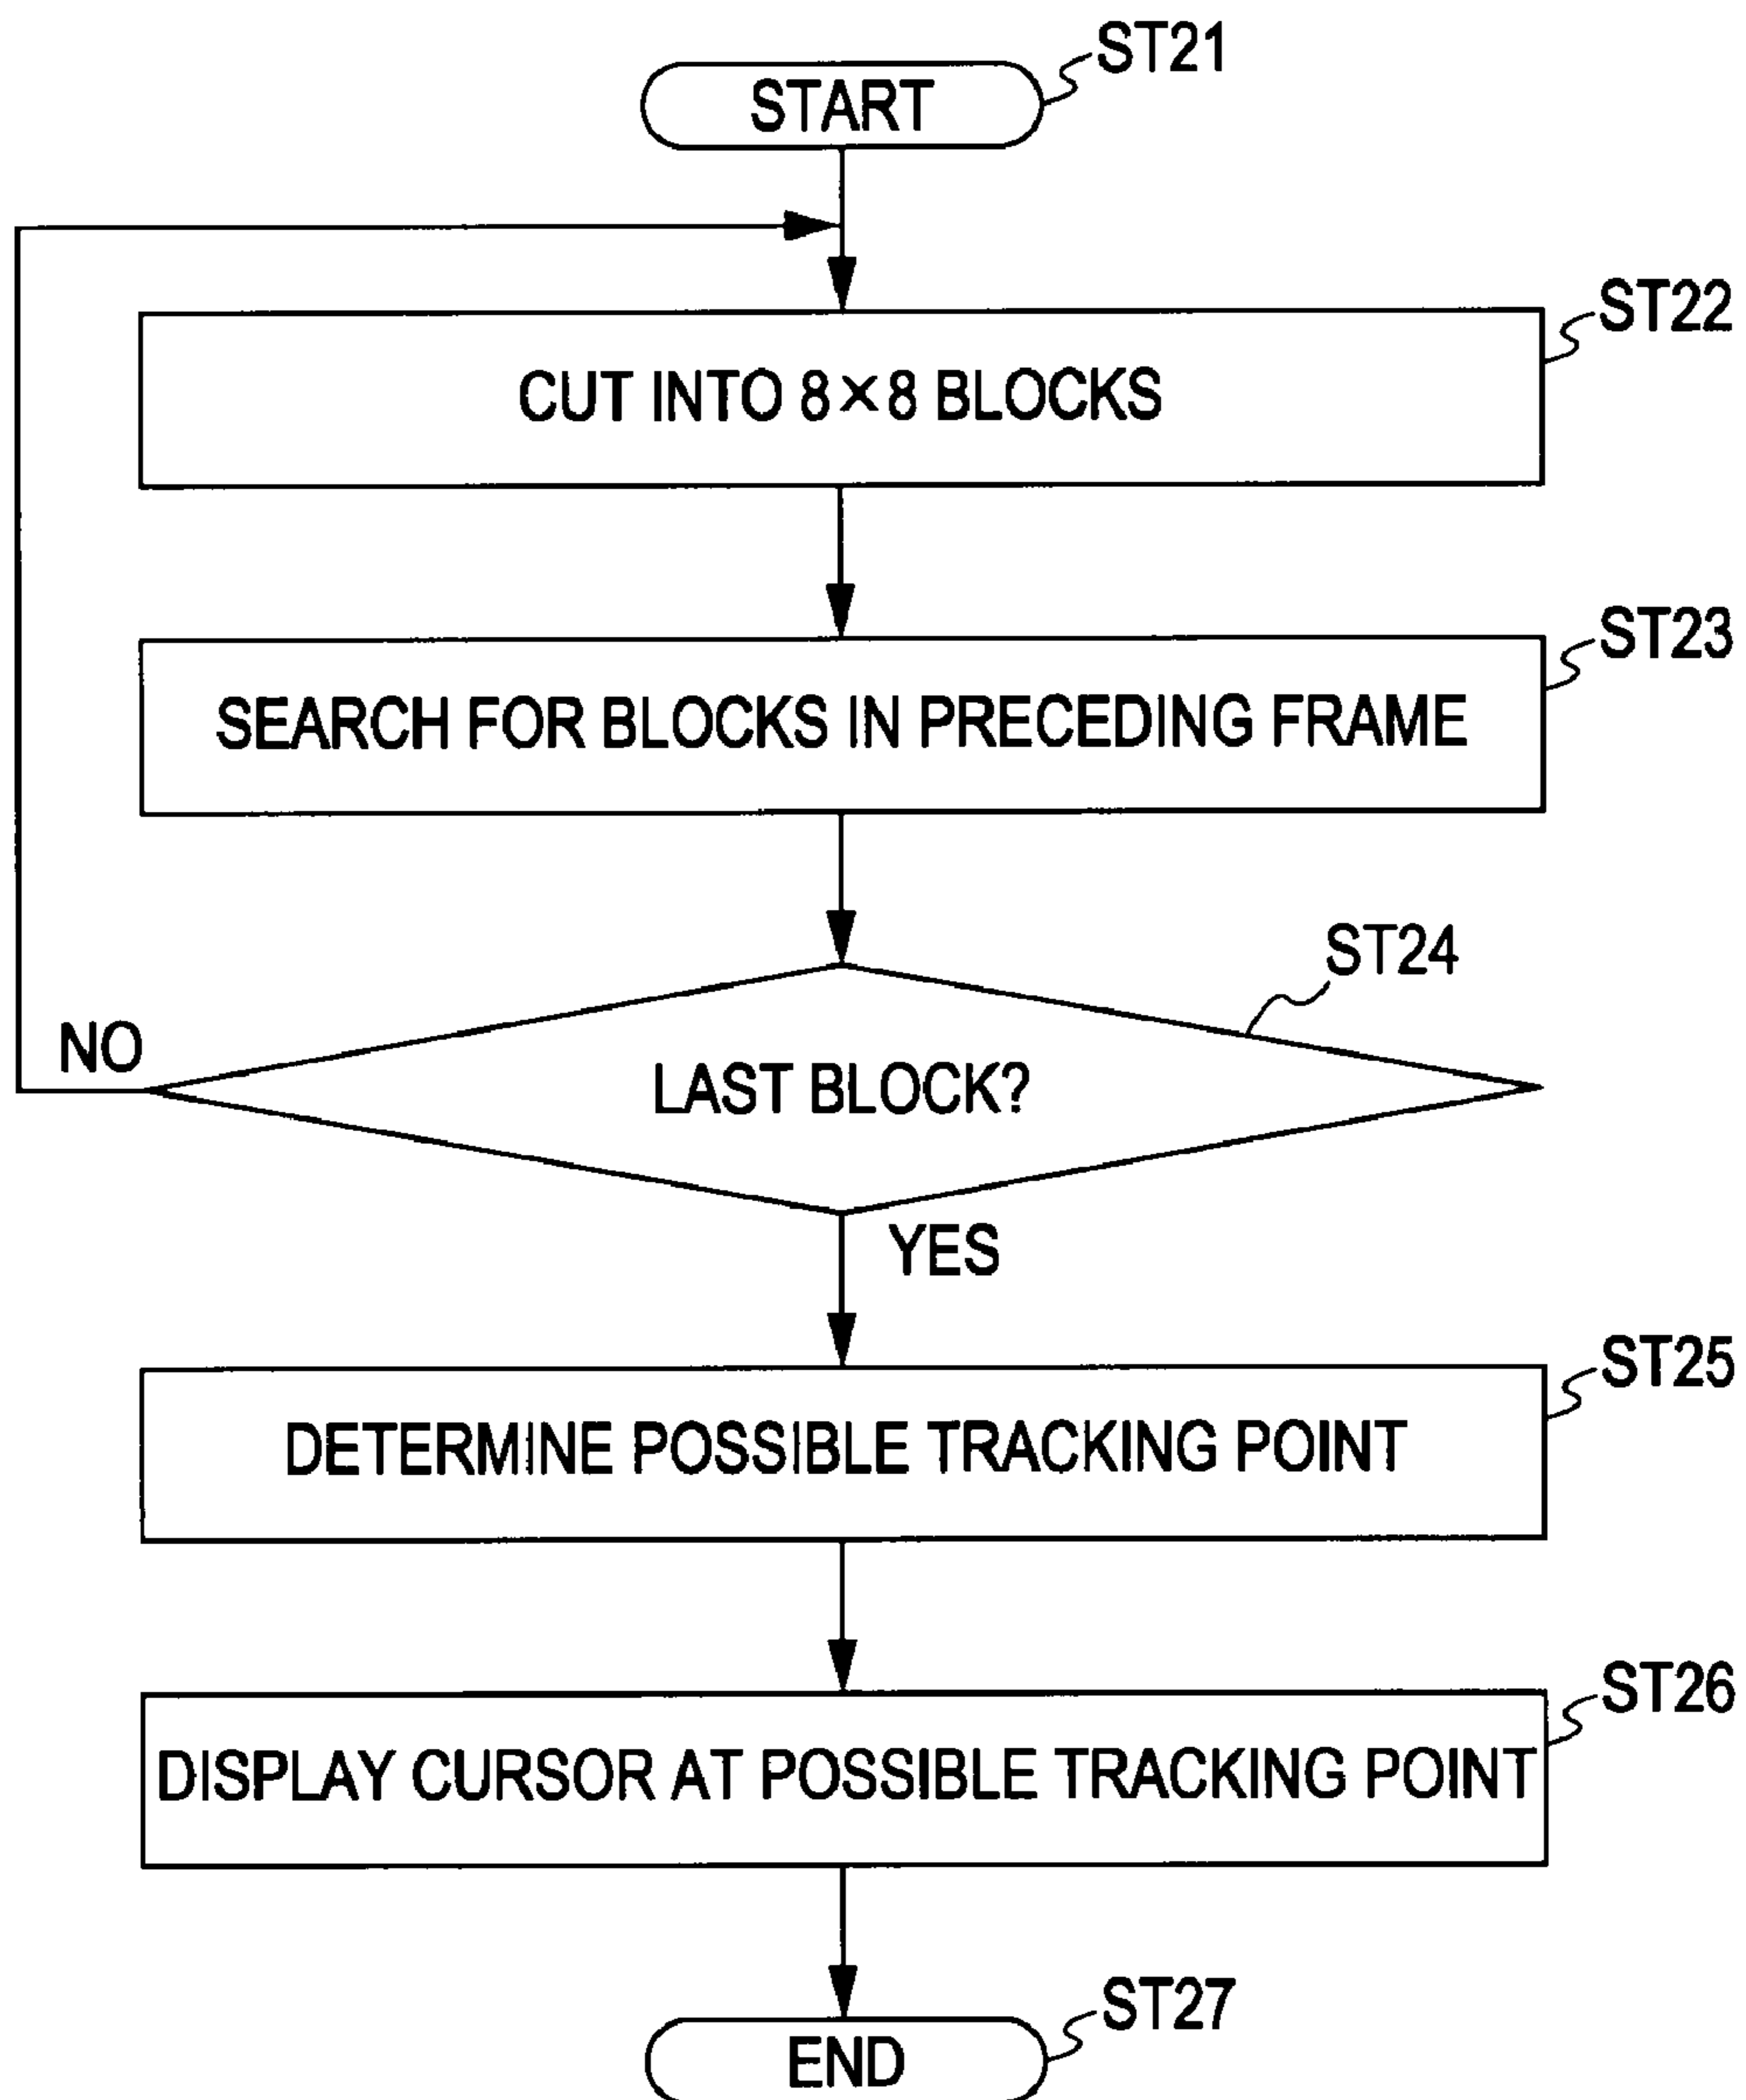 START
ST21
CUT INTO 8×8 BLOCKS
ST22
SEARCH FOR BLOCKS IN PRECEDING FRAME
ST23
LAST BLOCK?
ST24
NO
YES
DETERMINE POSSIBLE TRACKING POINT
ST25
DISPLAY CURSOR AT POSSIBLE TRACKING POINT
ST26
END
ST27